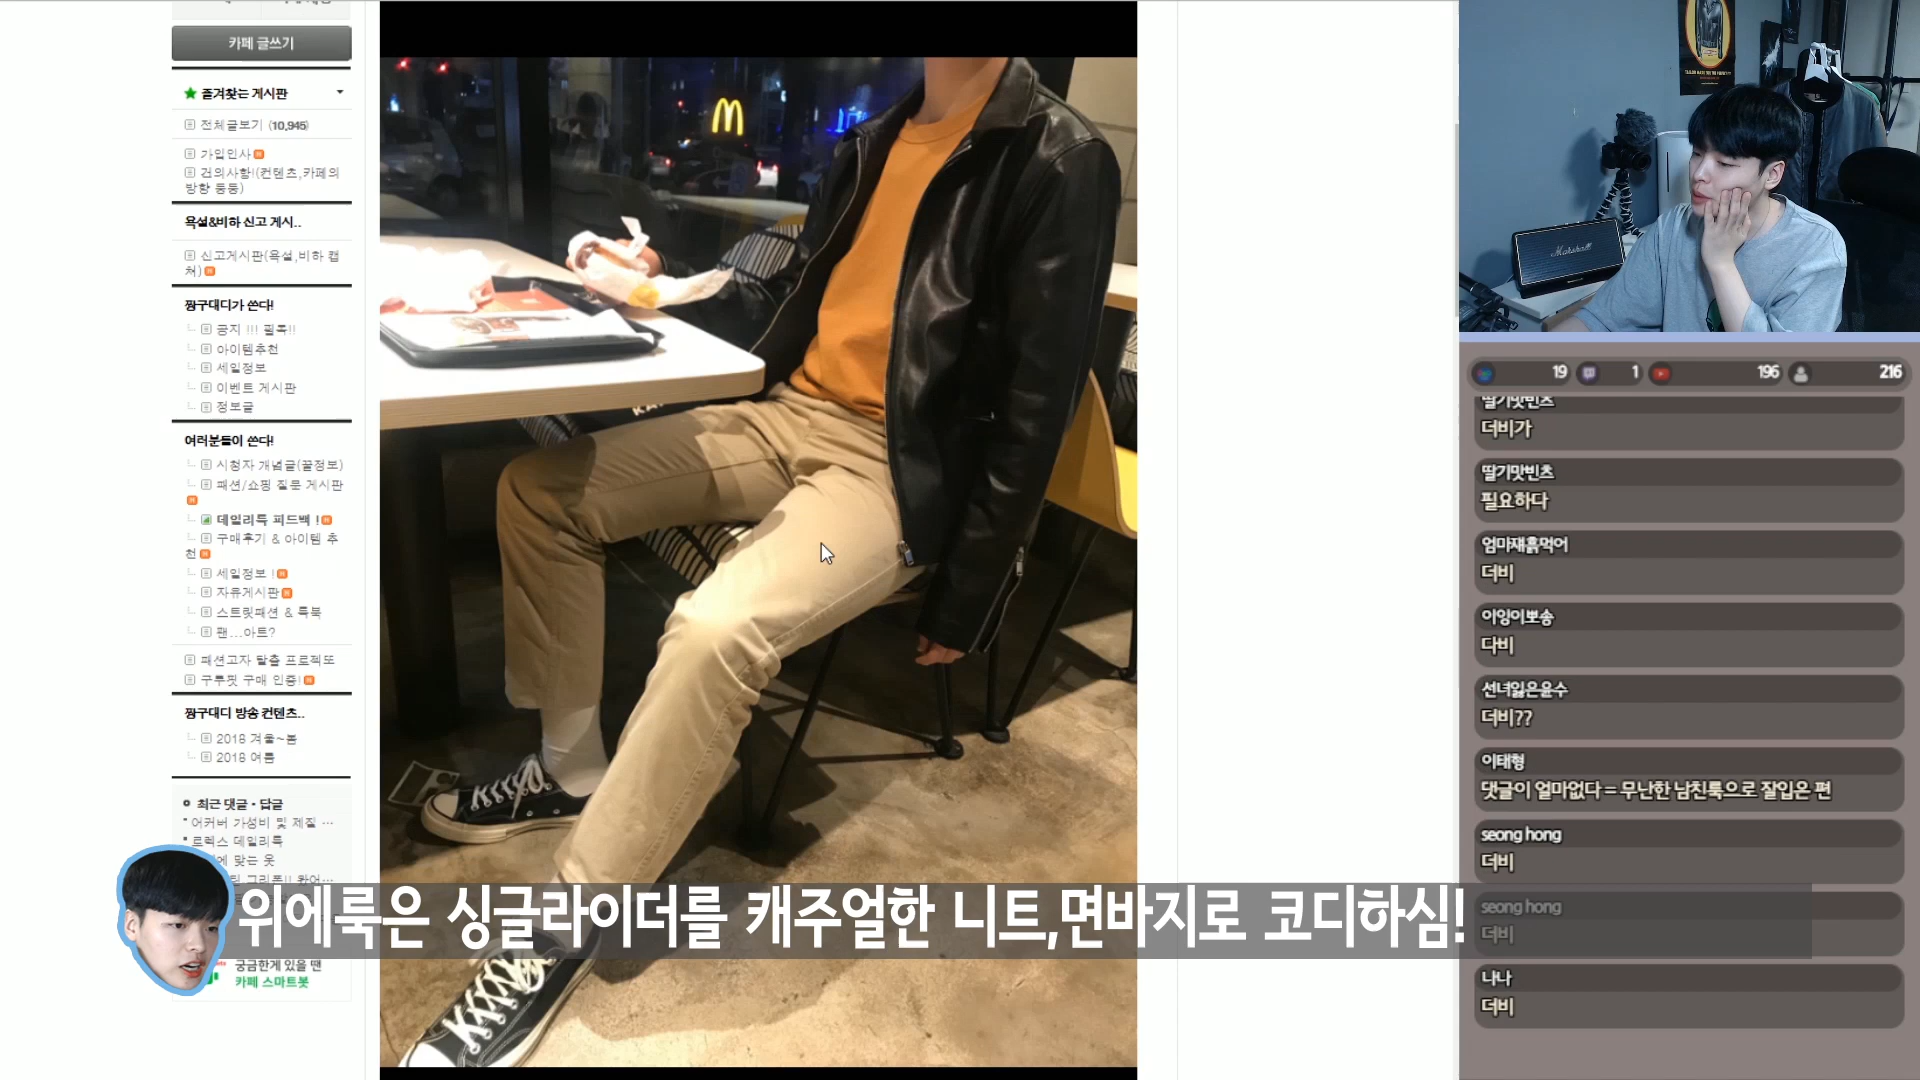 카페 글쓰기
즐겨찾는 게시판
전체글보기 (10,945)
가입인사
건의사항!(컨텐츠,카페의
방향 등등)
욕설&비하 신고 게시..
신고게시판(욕설,비하 캡
쳐)
짱구대디가 쓴다!
공지 !!! 필톡!!
아이템추천
세일정보
이벤트 게시판
정보글
여러분들이 쓴다!
시청자 개념글(꿀정보)
패션/쇼핑 질문 게시판
데일리룩 피드백 !
구매후기 & 아이템 추
천
세일정보 !
자유게시판
스트릿패션 & 룩북
팬...아트?
패션고자 탈출 프로젝또
구루핏 구매 인증!
짱구대디 방송 컨텐츠..
2018 겨울~봄
2018 여름
최근 댓글・답글
어커버 가성비 및 제질 ...
로렉스 데일리룩
맞는 옷
궁금한게 있을 땐
카페 스마트봇
위에룩은 싱글라이더를 캐주얼한 니트,면바지로 코디하심!
Marshall
19 1 196 216
딸기맛빈츠
더비가
딸기맛빈츠
필요하다
엄마재흙먹어
더비
이잉이뽀송
다비
선녀잃은윤수
더비??
이태형
댓글이 얼마없다 = 무난한 남친룩으로 잘입은 편
seong hong
더비
seong hong
더비
나나
더비